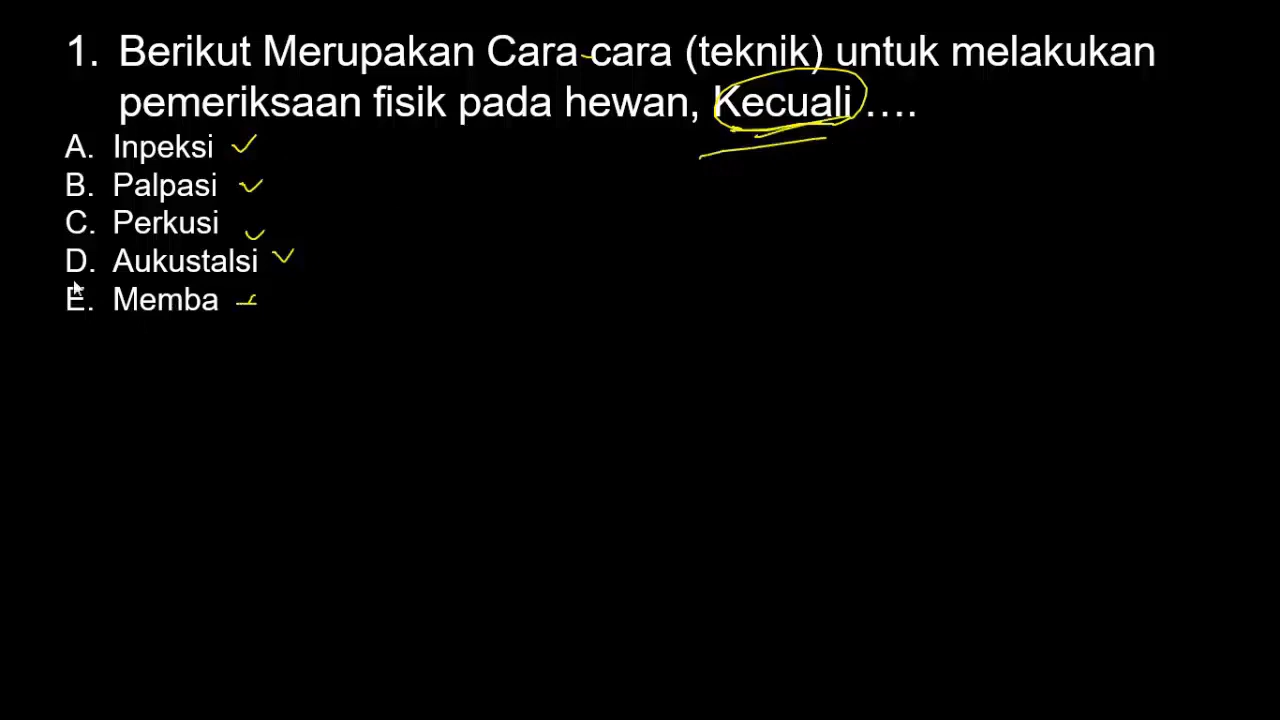 1. Berikut Merupakan Cara-cara (teknik) untuk melakukan
pemeriksaan fisik pada hewan, Kecuali ....
A. Inpeksi
B. Palpasi
C. Perkusi
D. Aukustalsi
E. Memba